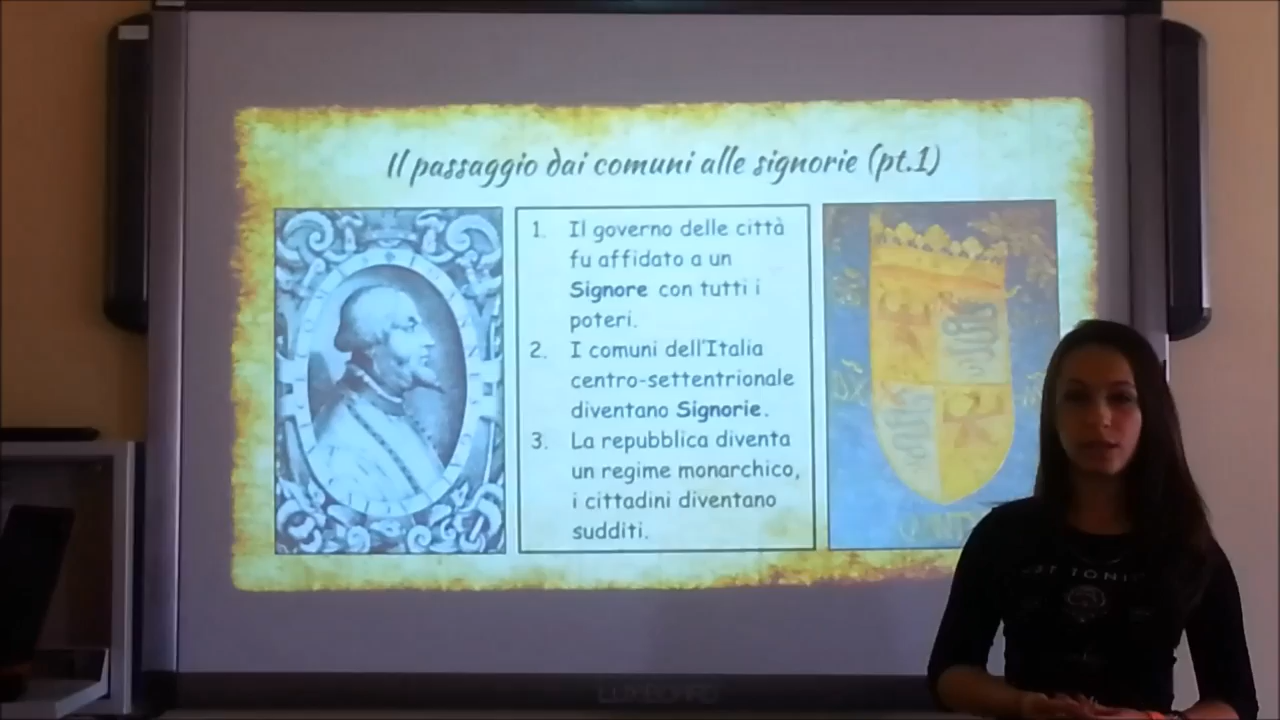 Il passaggio dai comuni alle signorie (pt.1)
1. Il governo delle città
fu affidato a un
Signore con tutti i
poteri.
2. I comuni dell'Italia
centro-settentrionale
diventano Signorie.
3. La repubblica diventa
un regime monarchico,
i cittadini diventano
sudditi.